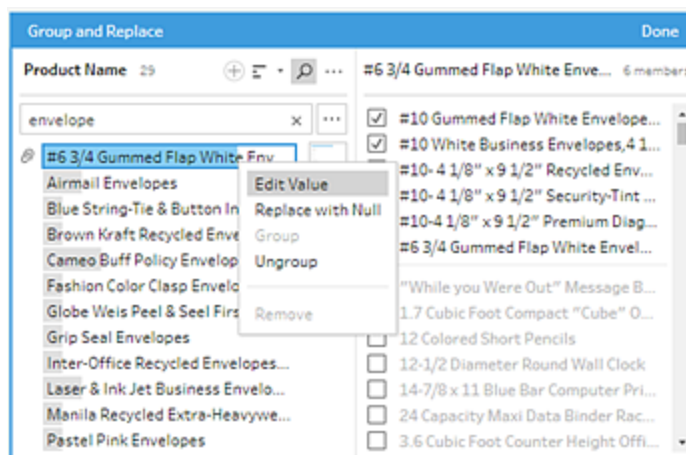 Group and Replace Done
Product Name 29
envelope
#6 3/4 Gummed Flap White Env
Airmail Envelopes
Blue String-Tie & Button In
Brown Kraft Recycled Enve
Cameo Buff Policy Envelop
Fashion Color Clasp Envelo
Globe Weis Peel & Seel Firs
Grip Seal Envelopes
Inter-Office Recycled Envelopes...
Laser & Ink Jet Business Envelo...
Manila Recycled Extra-Heavywe...
Pastel Pink Envelopes
Edit Value
Replace with Null
Group
Ungroup
Remove
#6 3/4 Gummed Flap White Enve... 6 members
#10 Gummed Flap White Envelope...
#10 White Business Envelopes,4 1...
#10- 4 1/8" x 9 1/2" Recycled Env...
#10- 4 1/8" x 9 1/2" Security-Tint ...
#10-4 1/8" x 9 1/2" Premium Diag...
#6 3/4 Gummed Flap White Envel...
"While you Were Out" Message B...
1.7 Cubic Foot Compact "Cube" O...
12 Colored Short Pencils
12-1/2 Diameter Round Wall Clock
14-7/8 x 11 Blue Bar Computer Pri...
24 Capacity Maxi Data Binder Rac...
3.6 Cubic Foot Counter Height Offi...